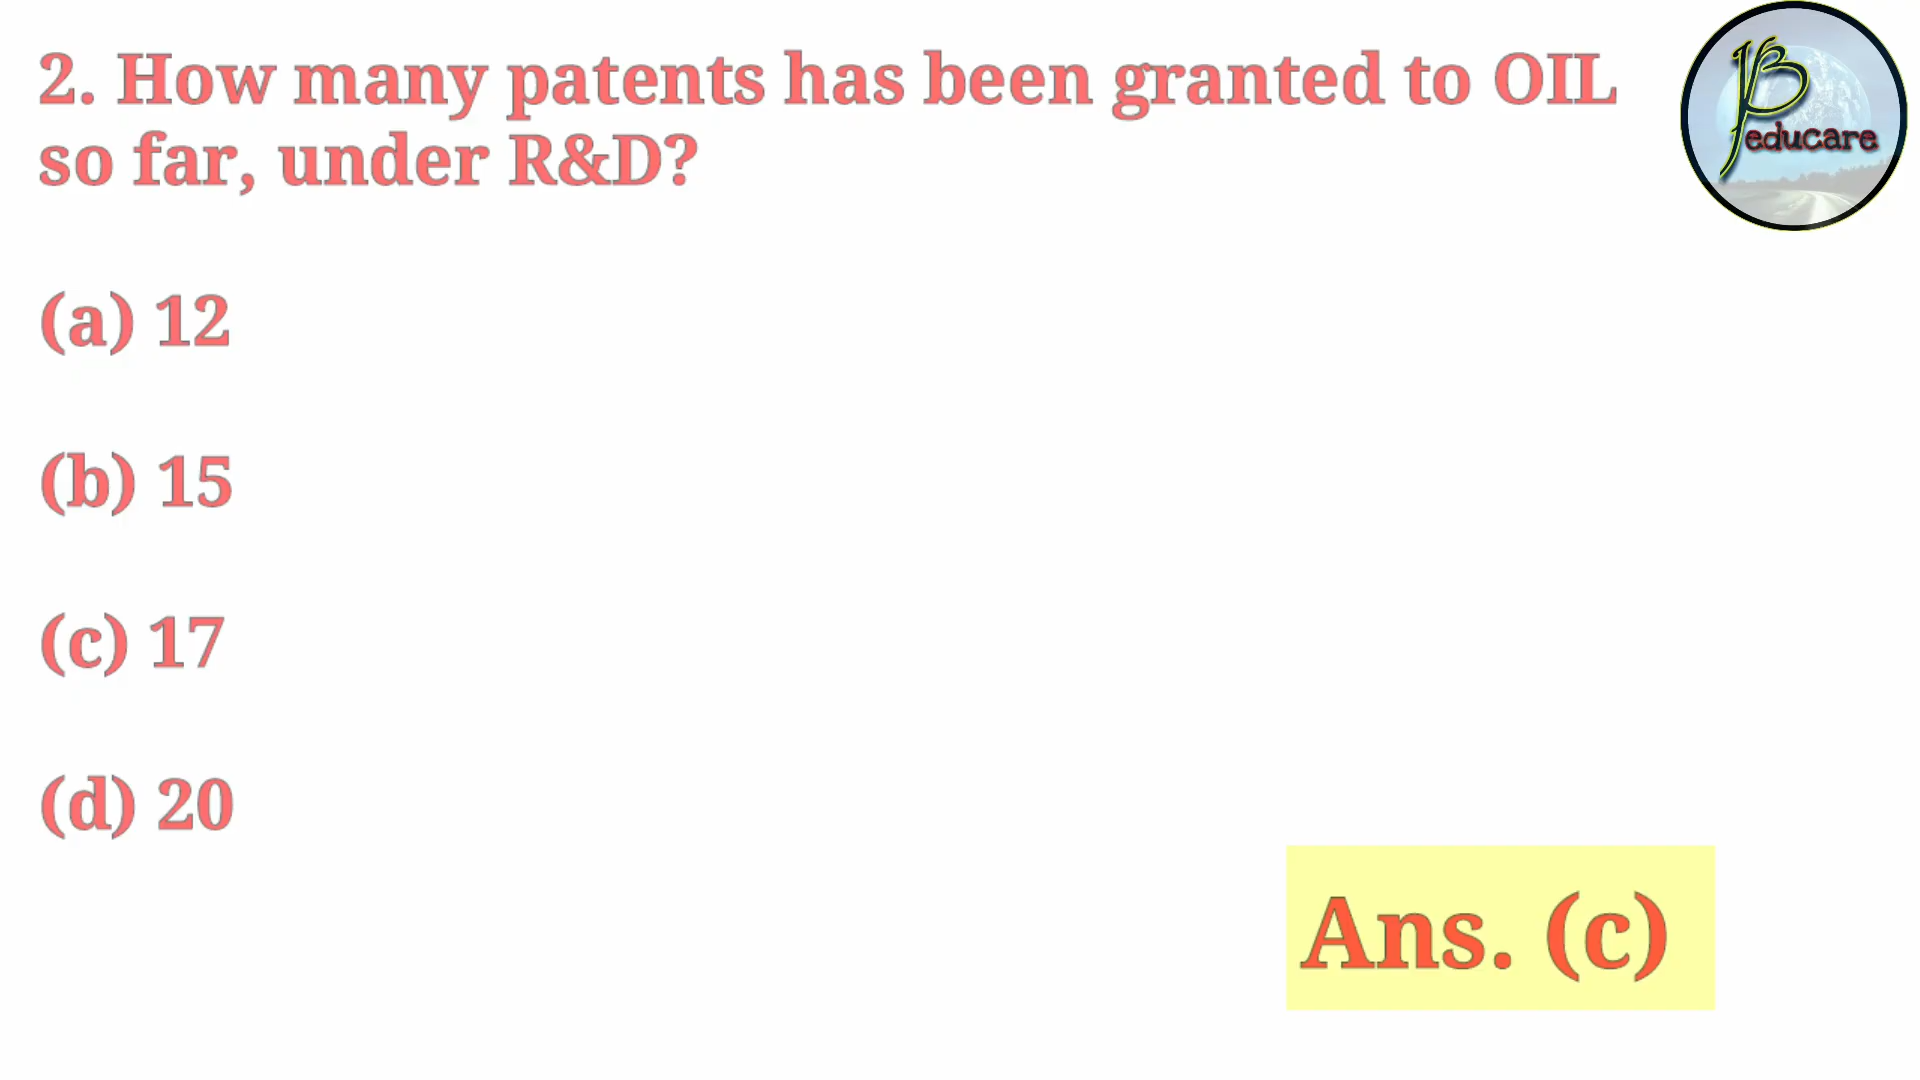 2. How many patents has been granted to OIL
so far, under R&D?
(a) 12
(b) 15
(c) 17
(d) 20
Ans. (c)
educare